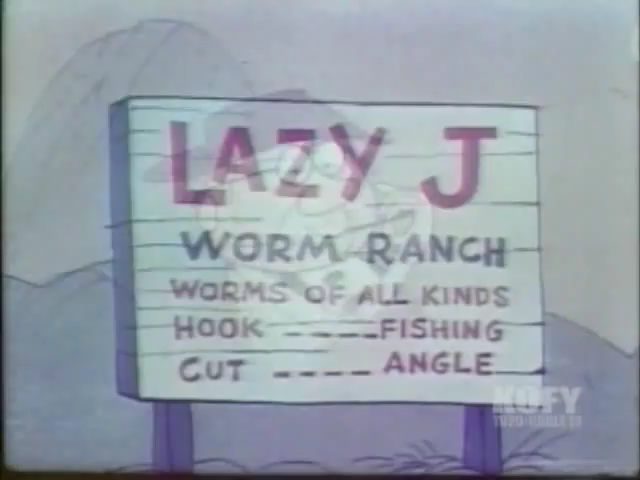 LAZY J
WORM RANCH
WORMS OF ALL KINDS
HOOK ----FISHING
CUT ---- ANGLE
KOFY